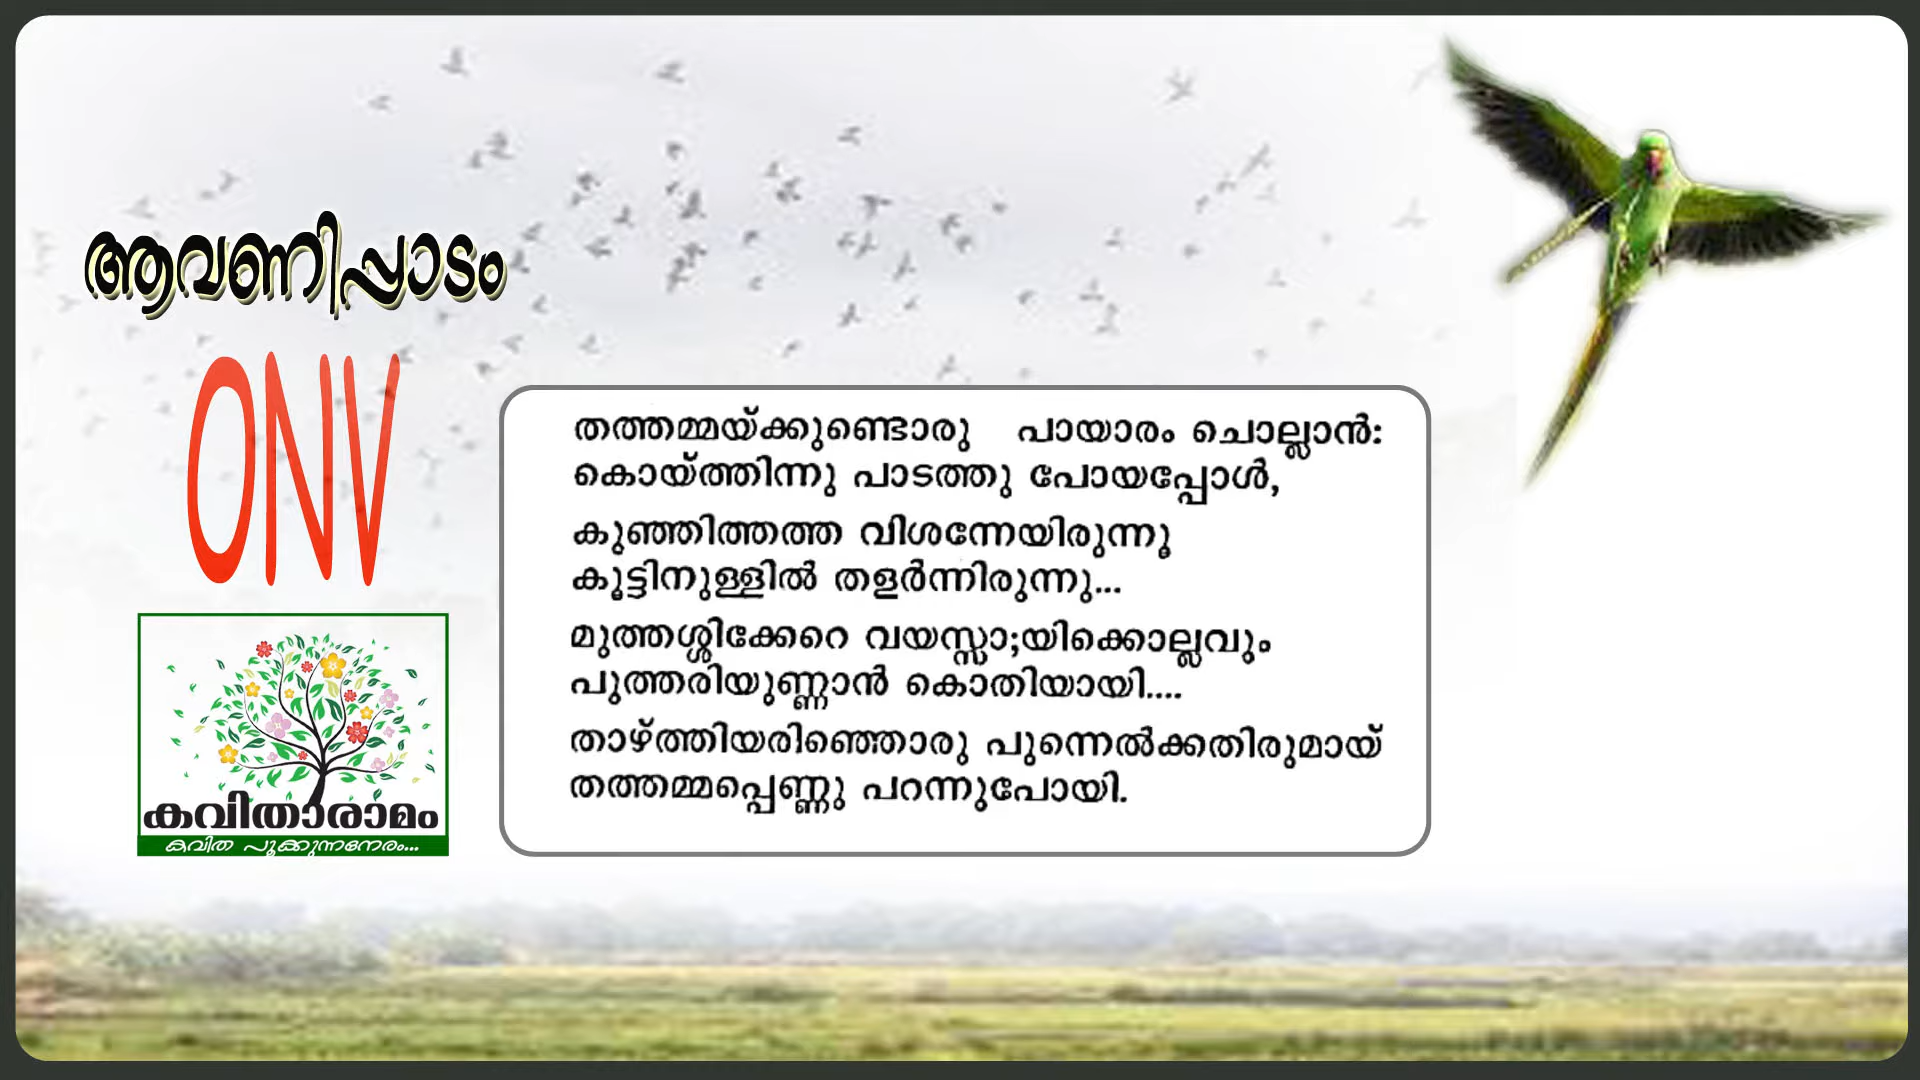 ആവണിപ്പാടം
ONV
കവിതാരാമം
കവിത പൂക്കുന്നനേരം...
തത്തമ്മയ്ക്കുണ്ടൊരു പായാരം ചൊല്ലാൻ:
കൊയ്ത്തിന്നു പാടത്തു പോയപ്പോൾ,
കുഞ്ഞിത്തത്ത വിശന്നേയിരുന്നൂ
കൂട്ടിനുള്ളിൽ തളർന്നിരുന്നു...
മുത്തശ്ശിക്കേറെ വയസ്സാ;യിക്കൊല്ലവും
പുത്തരിയുണ്ണാൻ കൊതിയായി....
താഴ്ത്തിയരിഞ്ഞൊരു പുന്നെൽക്കതിരുമായ്
തത്തമ്മപ്പെണ്ണു പറന്നുപോയി.